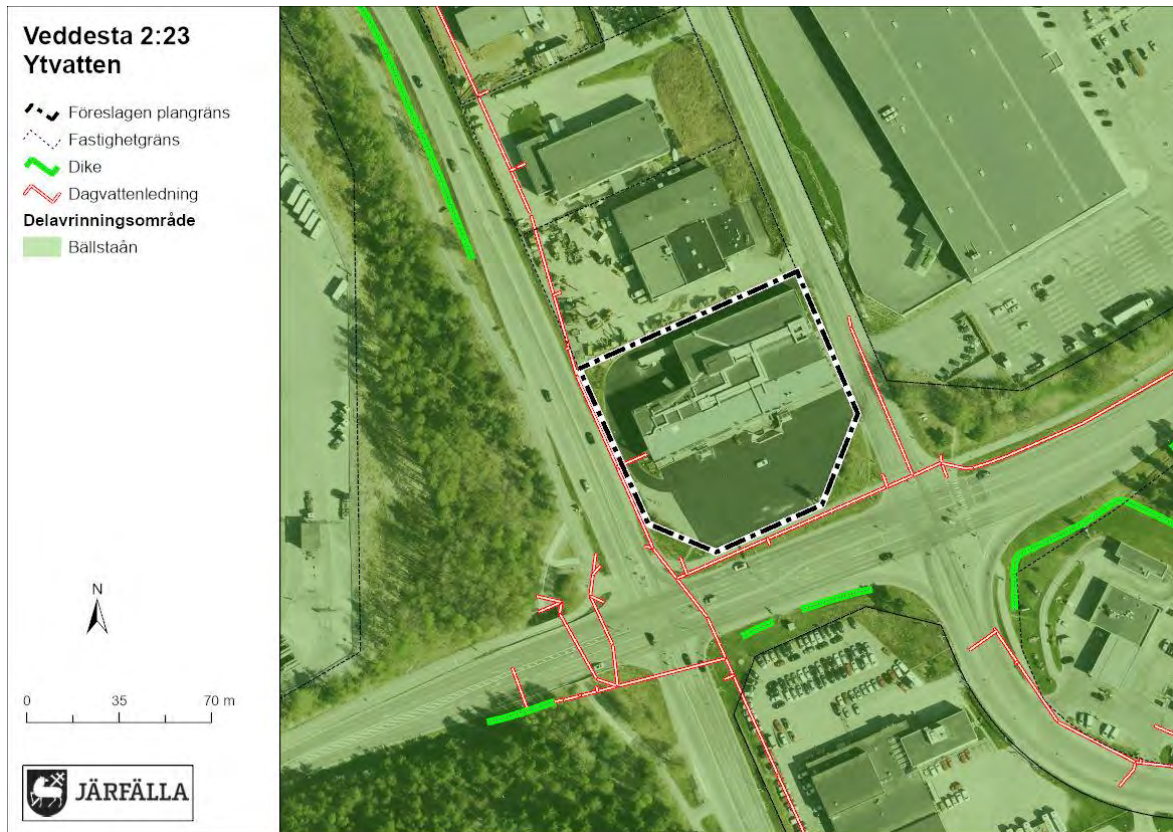 Veddesta 2:23
Ytvatten
Föreslagen plangräns
Fastighetgräns
Dike
Dagvattenledning
Delavrinningsområde
Bällstaån
N
0 35 70 m
JÄRFÄLLA